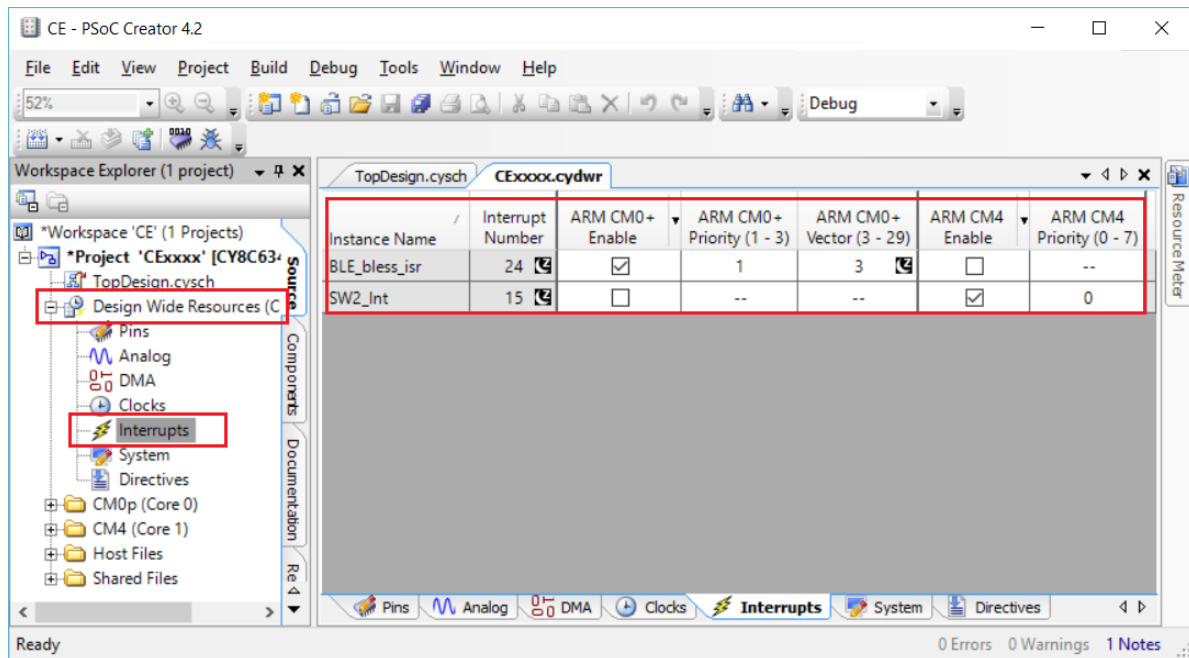 CE - PSoC Creator 4.2
File Edit View Project Build Debug Tools Window Help
52% Debug
Workspace Explorer (1 project)
*Workspace 'CE' (1 Projects)
*Project 'CExxxx' [CY8C634
TopDesign.cysch
Design Wide Resources (C
Pins
Analog
DMA
Clocks
Interrupts
System
Directives
CM0p (Core 0)
CM4 (Core 1)
Host Files
Shared Files
Source
Components
Documentation
Re
TopDesign.cysch CExxxx.cydwr
Instance Name Interrupt Number ARM CM0+ Enable ARM CM0+ Priority (1 - 3) ARM CM0+ Vector (3 - 29) ARM CM4 Enable ARM CM4 Priority (0 - 7)
BLE_bless_isr 24 1 3 --
SW2_Int 15 -- -- 0
Pins Analog DMA Clocks Interrupts System Directives
Resource Meter
Ready 0 Errors 0 Warnings 1 Notes